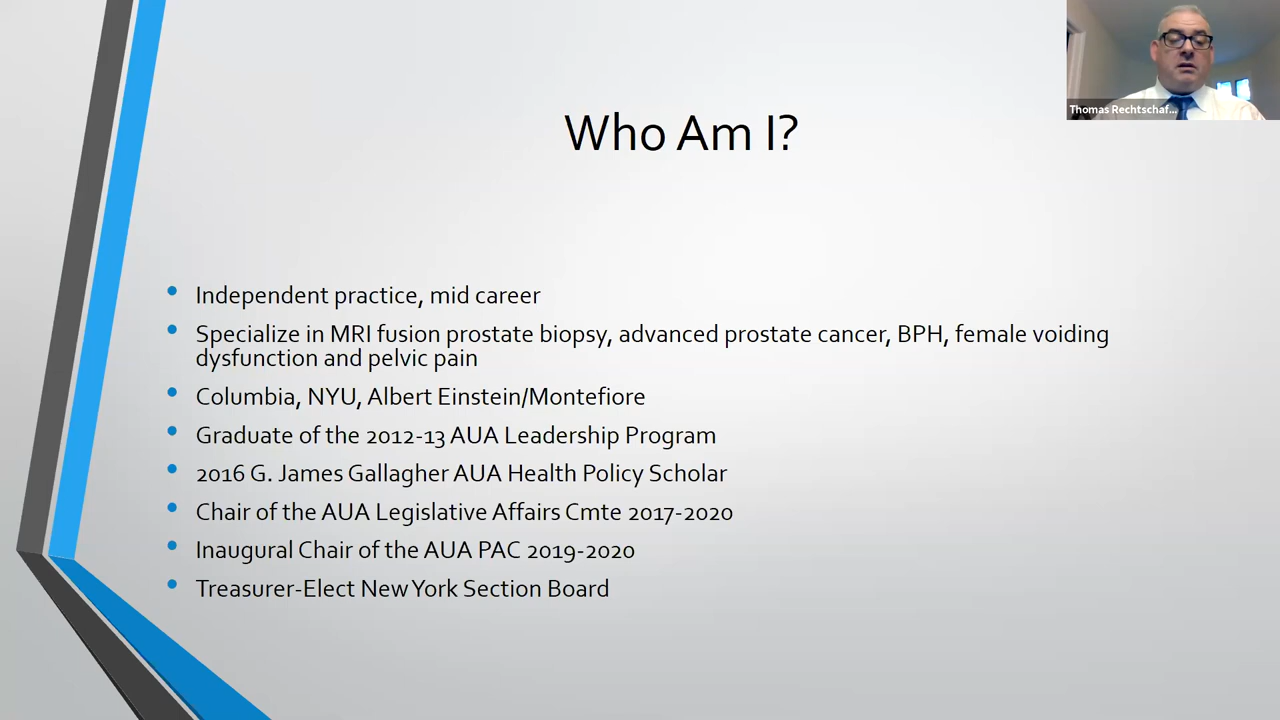 Thomas Rechtschaf...
Who Am I?
Independent practice, mid career
Specialize in MRI fusion prostate biopsy, advanced prostate cancer, BPH, female voiding
dysfunction and pelvic pain
Columbia, NYU, Albert Einstein/Montefiore
Graduate of the 2012-13 AUA Leadership Program
2016 G. James Gallagher AUA Health Policy Scholar
Chair of the AUA Legislative Affairs Cmte 2017-2020
Inaugural Chair of the AUA PAC 2019-2020
Treasurer-Elect New York Section Board